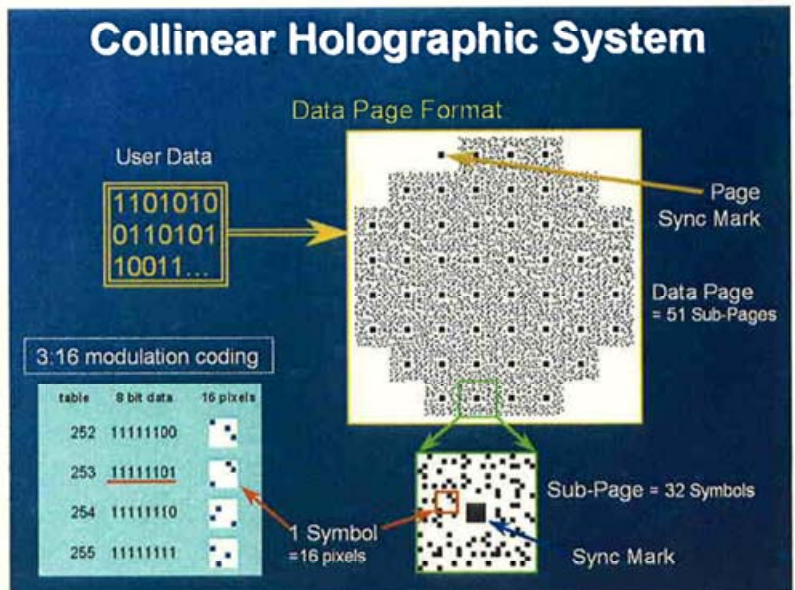 Collinear Holographic System
Data Page Format
User Data
1101010
0110101
10011...
Page
Sync Mark
Data Page
= 51 Sub-Pages
3:16 modulation coding
table 8 bit data 16 pixels
252 11111100
253 11111101
254 11111110
255 11111111
1 Symbol
=16 pixels
Sub-Page = 32 Symbols
Sync Mark